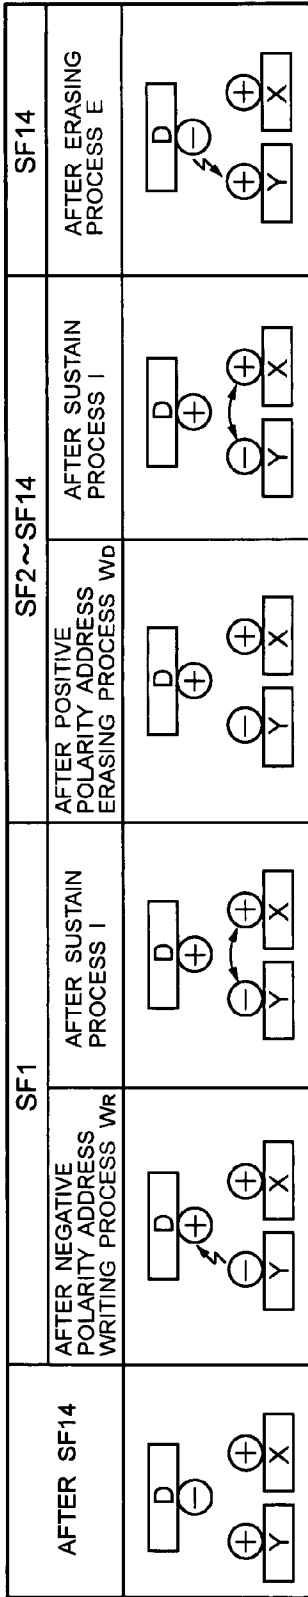 AFTER SF14
SF1
SF2~SF14
SF14
AFTER NEGATIVE
POLARITY ADDRESS
WRITING PROCESS WR
AFTER SUSTAIN
PROCESS I
AFTER POSITIVE
POLARITY ADDRESS
ERASING PROCESS WD
AFTER SUSTAIN
PROCESS I
AFTER ERASING
PROCESS E
D
−
+ +
Y X
D
+
− +
Y X
D
+
− +
Y X
D
+
− +
Y X
D
+
− +
Y X
D
−
+ +
Y X